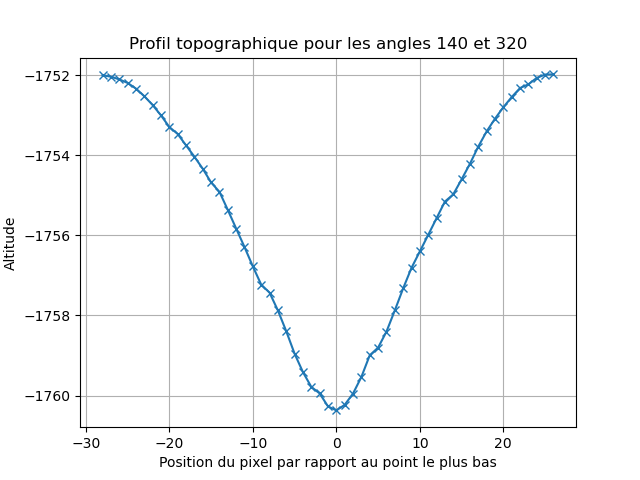 Profil topographique pour les angles 140 et 320
−1752
−1754
−1756
−1758
−1760
Altitude
−30 −20 −10 0 10 20
Position du pixel par rapport au point le plus bas